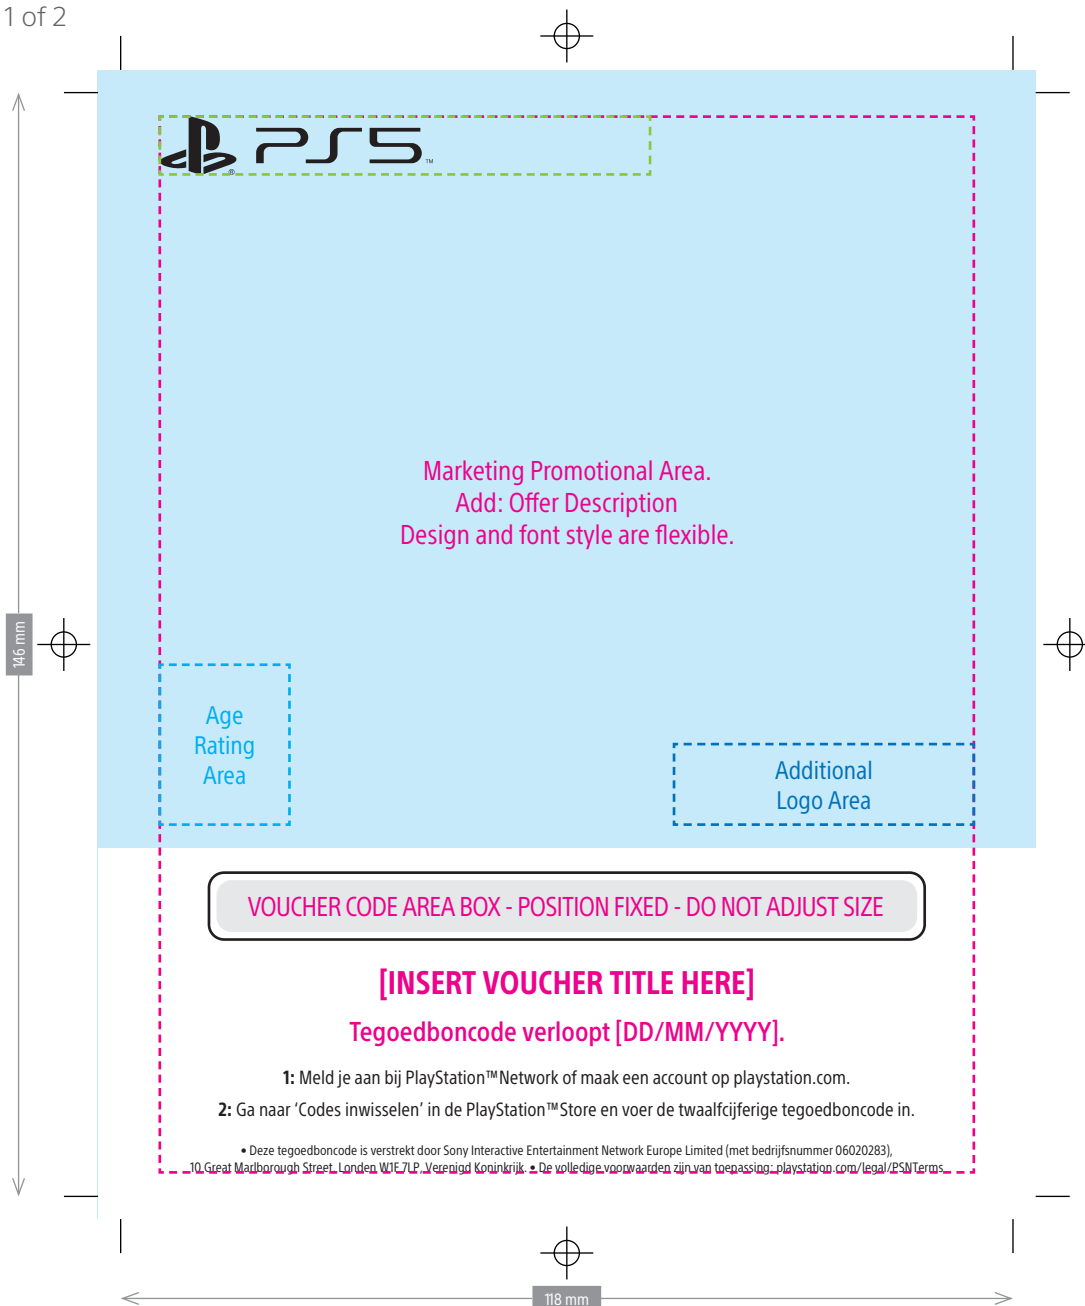 1 of 2
PS5™
®
Marketing Promotional Area.
Add: Offer Description
Design and font style are flexible.
146 mm
Age
Rating
Area
Additional
Logo Area
VOUCHER CODE AREA BOX - POSITION FIXED - DO NOT ADJUST SIZE
[INSERT VOUCHER TITLE HERE]
Tegoedboncode verloopt [DD/MM/YYYY].
1: Meld je aan bij PlayStation™Network of maak een account op playstation.com.
2: Ga naar ‘Codes inwisselen’ in de PlayStation™Store en voer de twaalfcijferige tegoedboncode in.
• Deze tegoedboncode is verstrekt door Sony Interactive Entertainment Network Europe Limited (met bedrijfsnummer 06020283),
10 Great Marlborough Street, Londen W1F 7LP, Verenigd Koninkrijk. • De volledige voorwaarden zijn van toepassing: playstation.com/legal/PSNTerms
118 mm